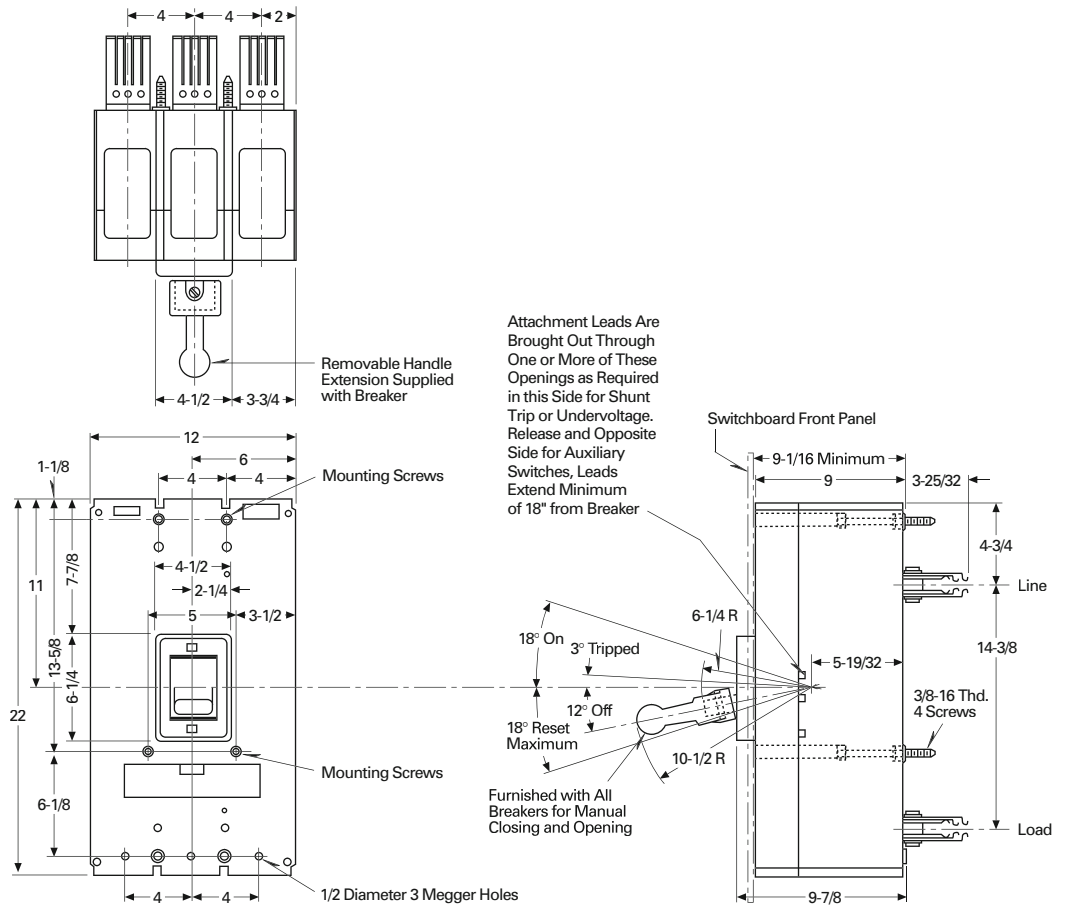 4
4
2
Removable Handle
Extension Supplied
with Breaker
4-1/2
3-3/4
12
6
1-1/8
4
4
Mounting Screws
11
7-7/8
4-1/2
2-1/4
5
3-1/2
13-5/8
6-1/4
22
Mounting Screws
6-1/8
4
4
1/2 Diameter 3 Megger Holes
Attachment Leads Are
Brought Out Through
One or More of These
Openings as Required
in this Side for Shunt
Trip or Undervoltage.
Release and Opposite
Side for Auxiliary
Switches, Leads
Extend Minimum
of 18" from Breaker
Switchboard Front Panel
9-1/16 Minimum
9
3-25/32
4-3/4
Line
6-1/4 R
18° On
3° Tripped
5-19/32
14-3/8
12° Off
18° Reset
Maximum
3/8-16 Thd.
4 Screws
10-1/2 R
Furnished with All
Breakers for Manual
Closing and Opening
Load
9-7/8